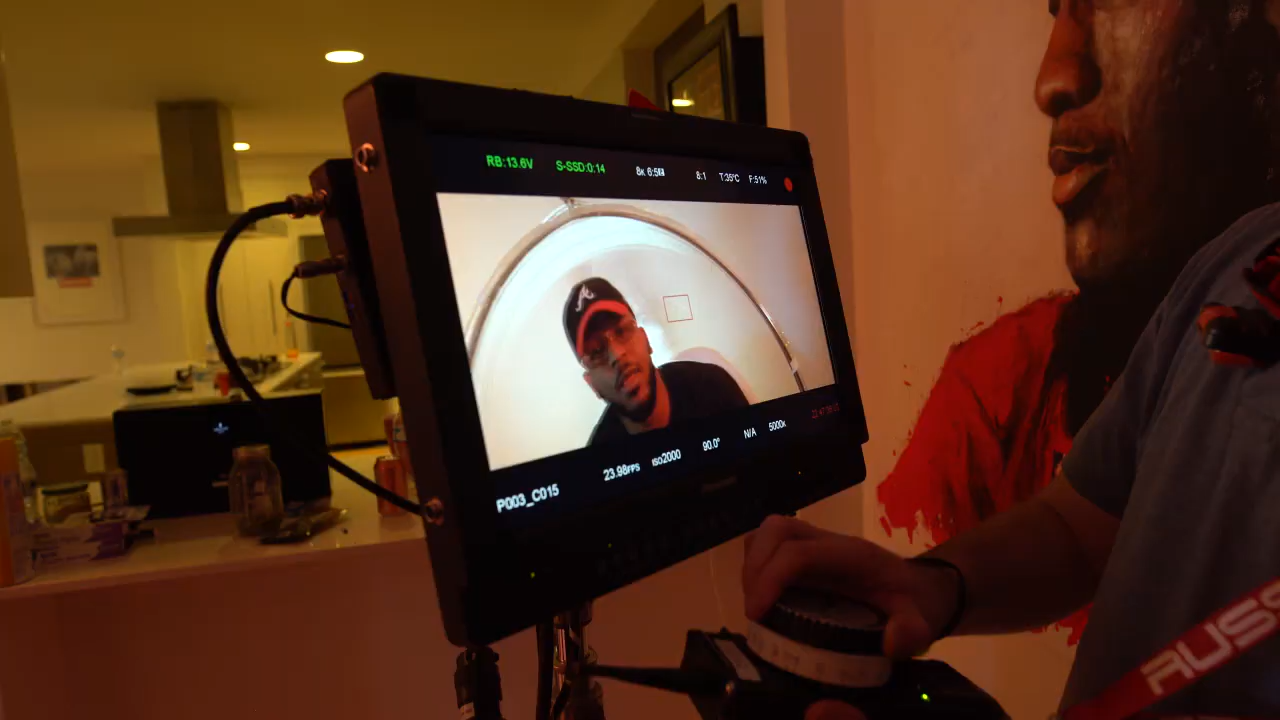 RB:13.6V S-SSD:0:14 8K 6:5 8:1 T:35°C F:51%
A
P003_C015 23.98FPS ISO2000 90.0° N/A 5000K
RUSS